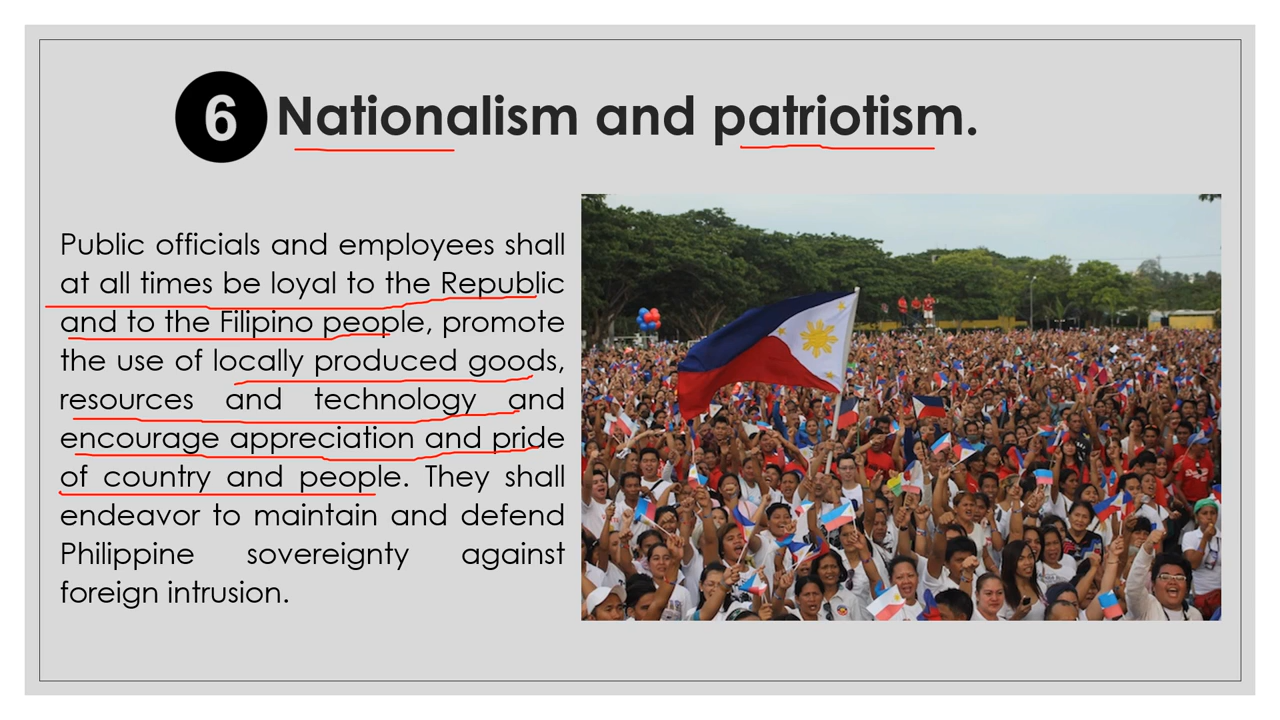 6 Nationalism and patriotism.
Public officials and employees shall
at all times be loyal to the Republic
and to the Filipino people, promote
the use of locally produced goods,
resources and technology and
encourage appreciation and pride
of country and people. They shall
endeavor to maintain and defend
Philippine sovereignty against
foreign intrusion.